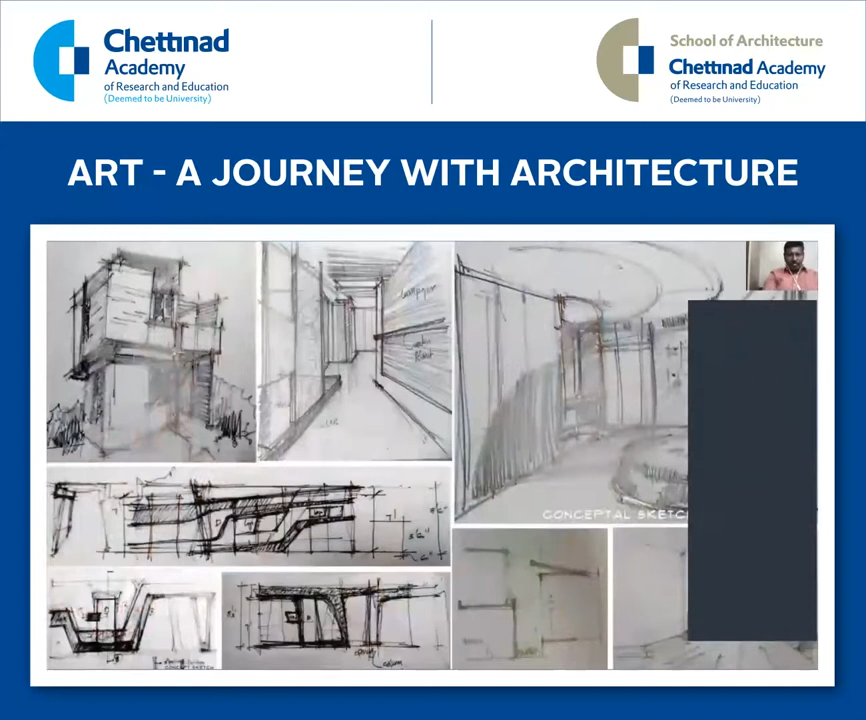 Chettinad
Academy
of Research and Education
(Deemed to be University)
School of Architecture
Chettinad Academy
of Research and Education
(Deemed to be University)
ART - A JOURNEY WITH ARCHITECTURE
CONCEPTAL SKETC